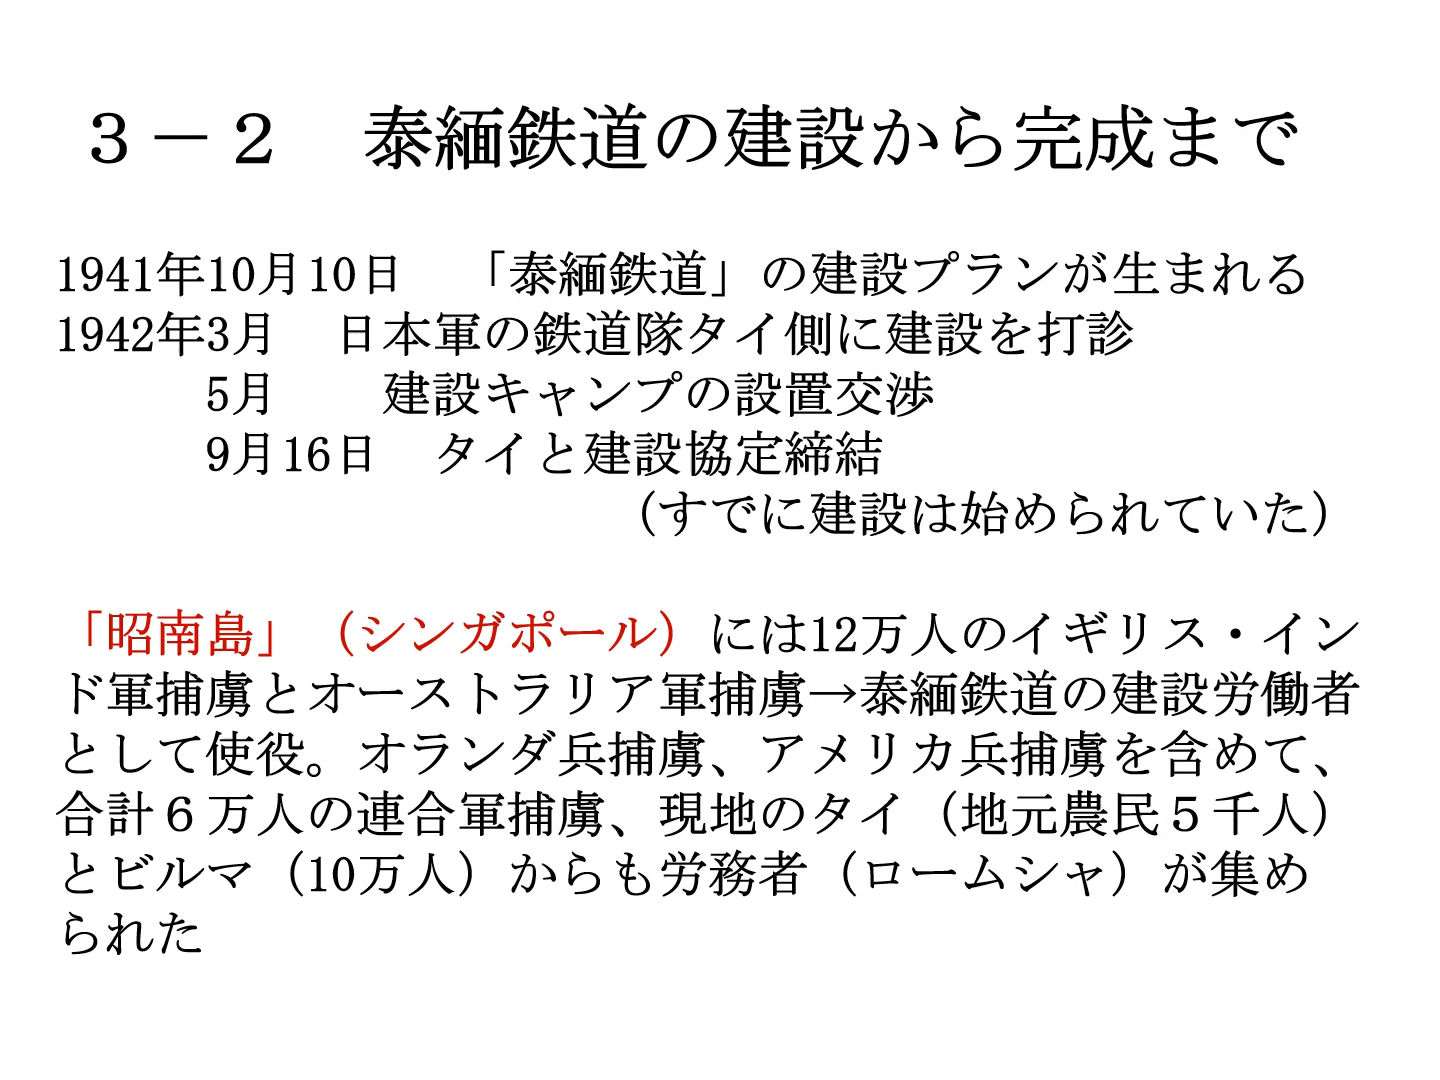 ３－２　泰緬鉄道の建設から完成まで
1941年10月10日　「泰緬鉄道」の建設プランが生まれる
1942年3月　日本軍の鉄道隊タイ側に建設を打診
5月　　建設キャンプの設置交渉
9月16日　タイと建設協定締結
（すでに建設は始められていた）
「昭南島」（シンガポール）には12万人のイギリス・イン
ド軍捕虜とオーストラリア軍捕虜→泰緬鉄道の建設労働者
として使役。オランダ兵捕虜、アメリカ兵捕虜を含めて、
合計６万人の連合軍捕虜、現地のタイ（地元農民５千人）
とビルマ（10万人）からも労務者（ロームシャ）が集め
られた